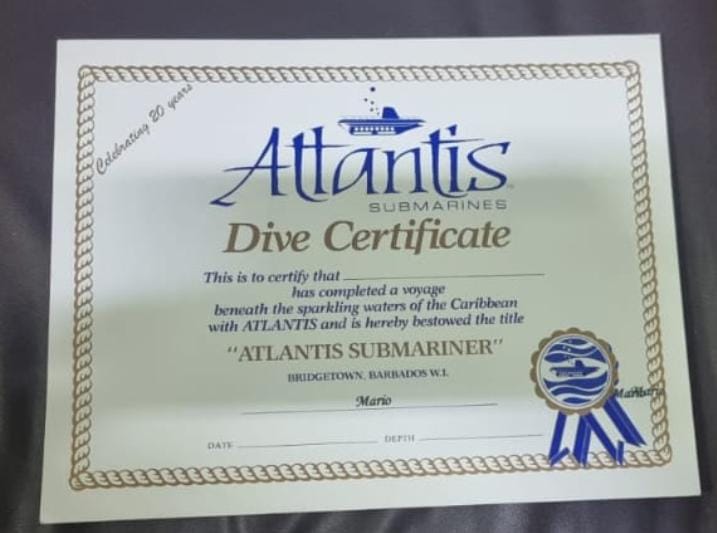 Celebrating 20 years
Atlantis
SUBMARINES
Dive Certificate
This is to certify that
has completed a voyage
beneath the sparkling waters of the Caribbean
with ATLANTIS and is hereby bestowed the title
"ATLANTIS SUBMARINER"
BRIDGETOWN, BARBADOS W.I.
Mario
DATE DEPTH